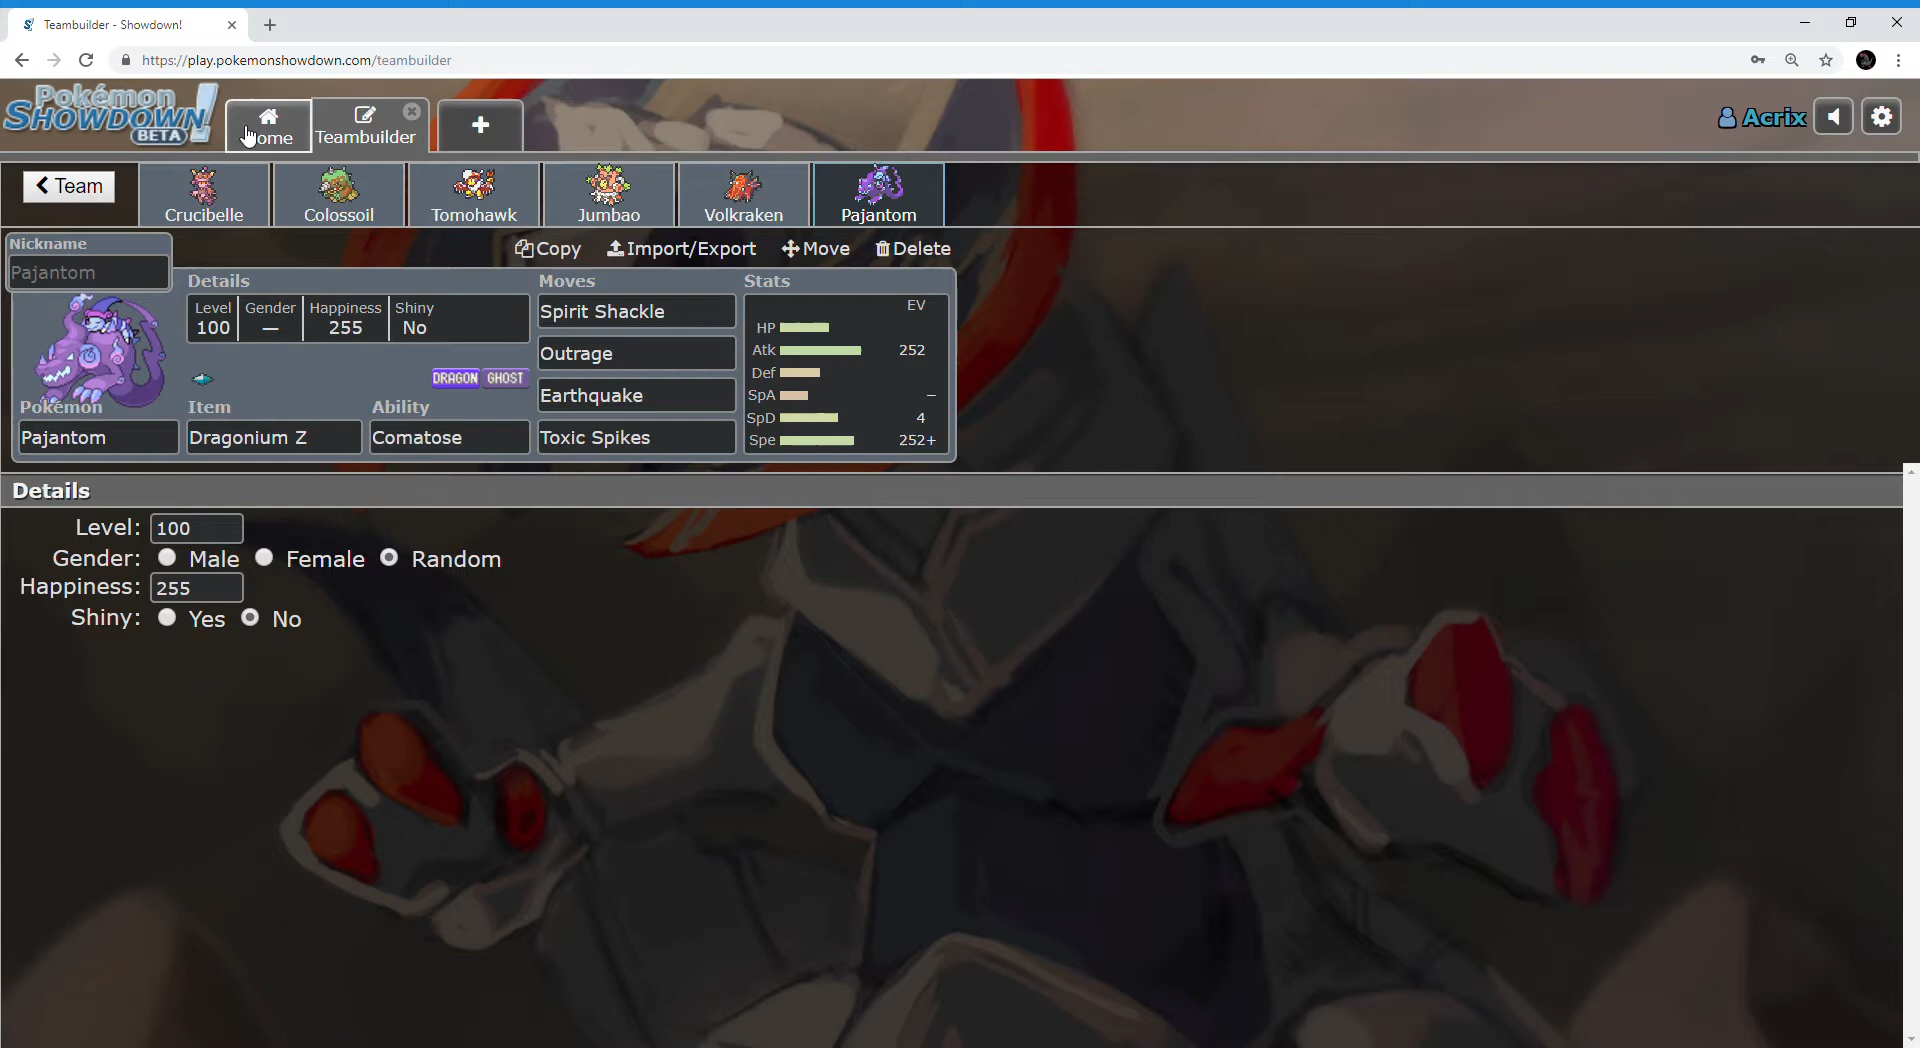 Teambuilder - Showdown!
https://play.pokemonshowdown.com/teambuilder
Pokémon
SHOWDOWN!
BETA
ome
Teambuilder
Acrix
Team
Crucibelle
Colossoil
Tomohawk
Jumbao
Volkraken
Pajantom
Nickname
Pajantom
Copy
Import/Export
Move
Delete
Details
Moves
Stats
Level
Gender
Happiness
Shiny
100
—
255
No
Spirit Shackle
Outrage
Earthquake
Toxic Spikes
EV
HP
Atk 252
Def
SpA –
SpD 4
Spe 252+
DRAGON GHOST
Pokémon
Item
Ability
Pajantom
Dragonium Z
Comatose
Details
Level: 100
Gender: Male Female Random
Happiness: 255
Shiny: Yes No